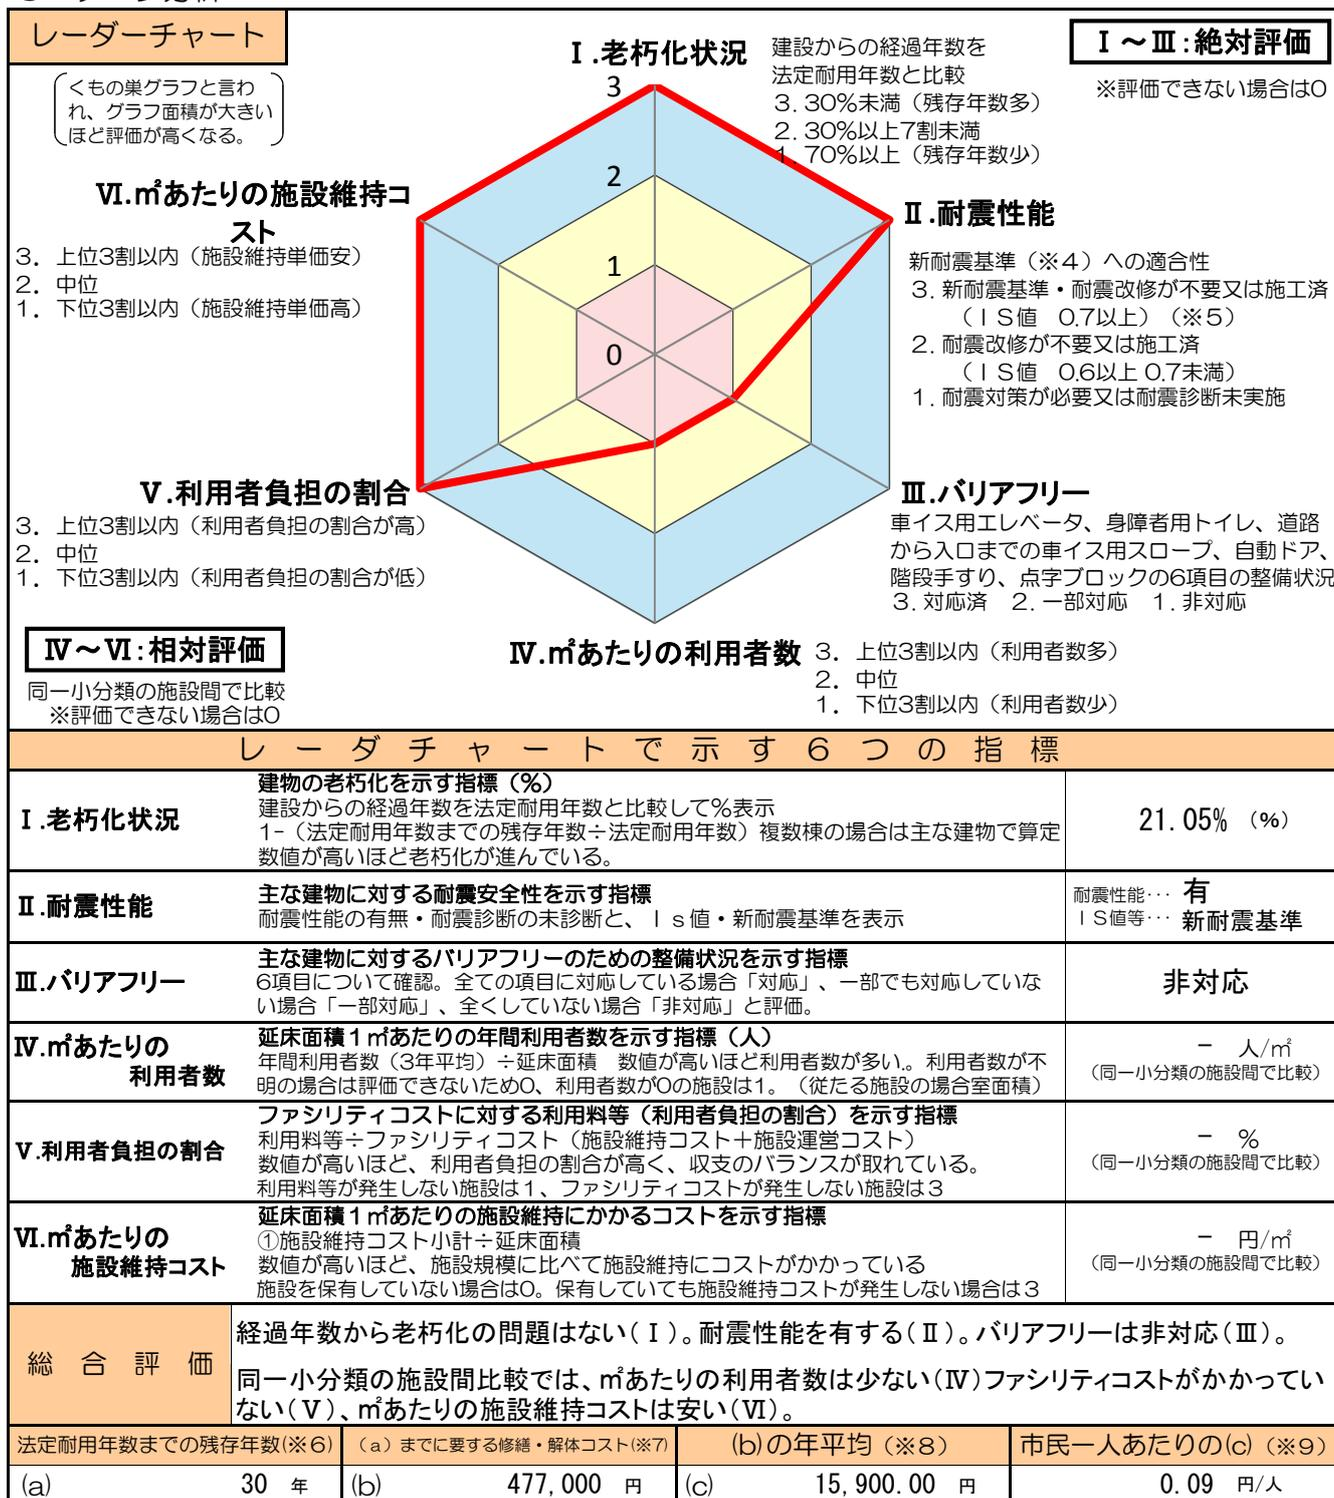 レーダーチャート
くもの巣グラフと言わ
れ、グラフ面積が大きい
ほど評価が高くなる。
Ⅰ.老朽化状況
建設からの経過年数を
法定耐用年数と比較
3. 30%未満（残存年数多）
2. 30%以上7割未満
1. 70%以上（残存年数少）
Ⅰ～Ⅲ:絶対評価
※評価できない場合は0
3
2
1
0
Ⅵ.㎡あたりの施設維持コ
スト
3. 上位3割以内（施設維持単価安）
2. 中位
1. 下位3割以内（施設維持単価高）
Ⅱ.耐震性能
新耐震基準（※4）への適合性
3. 新耐震基準・耐震改修が不要又は施工済
（ＩＳ値　0.7以上）（※5）
2. 耐震改修が不要又は施工済
（ＩＳ値　0.6以上 0.7未満）
1. 耐震対策が必要又は耐震診断未実施
Ⅴ.利用者負担の割合
3. 上位3割以内（利用者負担の割合が高）
2. 中位
1. 下位3割以内（利用者負担の割合が低）
Ⅲ.バリアフリー
車イス用エレベータ、身障者用トイレ、道路
から入口までの車イス用スロープ、自動ドア、
階段手すり、点字ブロックの6項目の整備状況
3. 対応済　2. 一部対応　1. 非対応
Ⅳ～Ⅵ:相対評価
同一小分類の施設間で比較
※評価できない場合は0
Ⅳ.㎡あたりの利用者数
3. 上位3割以内（利用者数多）
2. 中位
1. 下位3割以内（利用者数少）
レーダチャートで示す６つの指標
Ⅰ.老朽化状況
建物の老朽化を示す指標（%）
建設からの経過年数を法定耐用年数と比較して%表示
1-（法定耐用年数までの残存年数÷法定耐用年数）複数棟の場合は主な建物で算定
数値が高いほど老朽化が進んでいる。
21.05% （%）
Ⅱ.耐震性能
主な建物に対する耐震安全性を示す指標
耐震性能の有無・耐震診断の未診断と、Ｉｓ値・新耐震基準を表示
耐震性能･･･ 有
ＩＳ値等･･･ 新耐震基準
Ⅲ.バリアフリー
主な建物に対するバリアフリーのための整備状況を示す指標
6項目について確認。全ての項目に対応している場合「対応」、一部でも対応していな
い場合「一部対応」、全くしていない場合「非対応」と評価。
非対応
Ⅳ.㎡あたりの
利用者数
延床面積１㎡あたりの年間利用者数を示す指標（人）
年間利用者数（3年平均）÷延床面積　数値が高いほど利用者数が多い.。利用者数が不
明の場合は評価できないため0、利用者数が0の施設は1。（従たる施設の場合室面積）
－ 人/㎡
（同一小分類の施設間で比較）
Ⅴ.利用者負担の割合
ファシリティコストに対する利用料等（利用者負担の割合）を示す指標
利用料等÷ファシリティコスト（施設維持コスト＋施設運営コスト）
数値が高いほど、利用者負担の割合が高く、収支のバランスが取れている。
利用料等が発生しない施設は１、ファシリティコストが発生しない施設は３
－ %
（同一小分類の施設間で比較）
Ⅵ.㎡あたりの
施設維持コスト
延床面積１㎡あたりの施設維持にかかるコストを示す指標
①施設維持コスト小計÷延床面積
数値が高いほど、施設規模に比べて施設維持にコストがかかっている
施設を保有していない場合は0。保有していても施設維持コストが発生しない場合は３
－ 円/㎡
（同一小分類の施設間で比較）
総合評価
経過年数から老朽化の問題はない(Ⅰ)。耐震性能を有する(Ⅱ)。バリアフリーは非対応(Ⅲ)。
同一小分類の施設間比較では、㎡あたりの利用者数は少ない(Ⅳ)ファシリティコストがかかってい
ない(Ⅴ)、㎡あたりの施設維持コストは安い(Ⅵ)。
法定耐用年数までの残存年数(※6)
（a）までに要する修繕・解体コスト(※7)
(b)の年平均（※8）
市民一人あたりの(c)（※9）
(a) 30 年
(b) 477,000 円
(c) 15,900.00 円
0.09 円/人